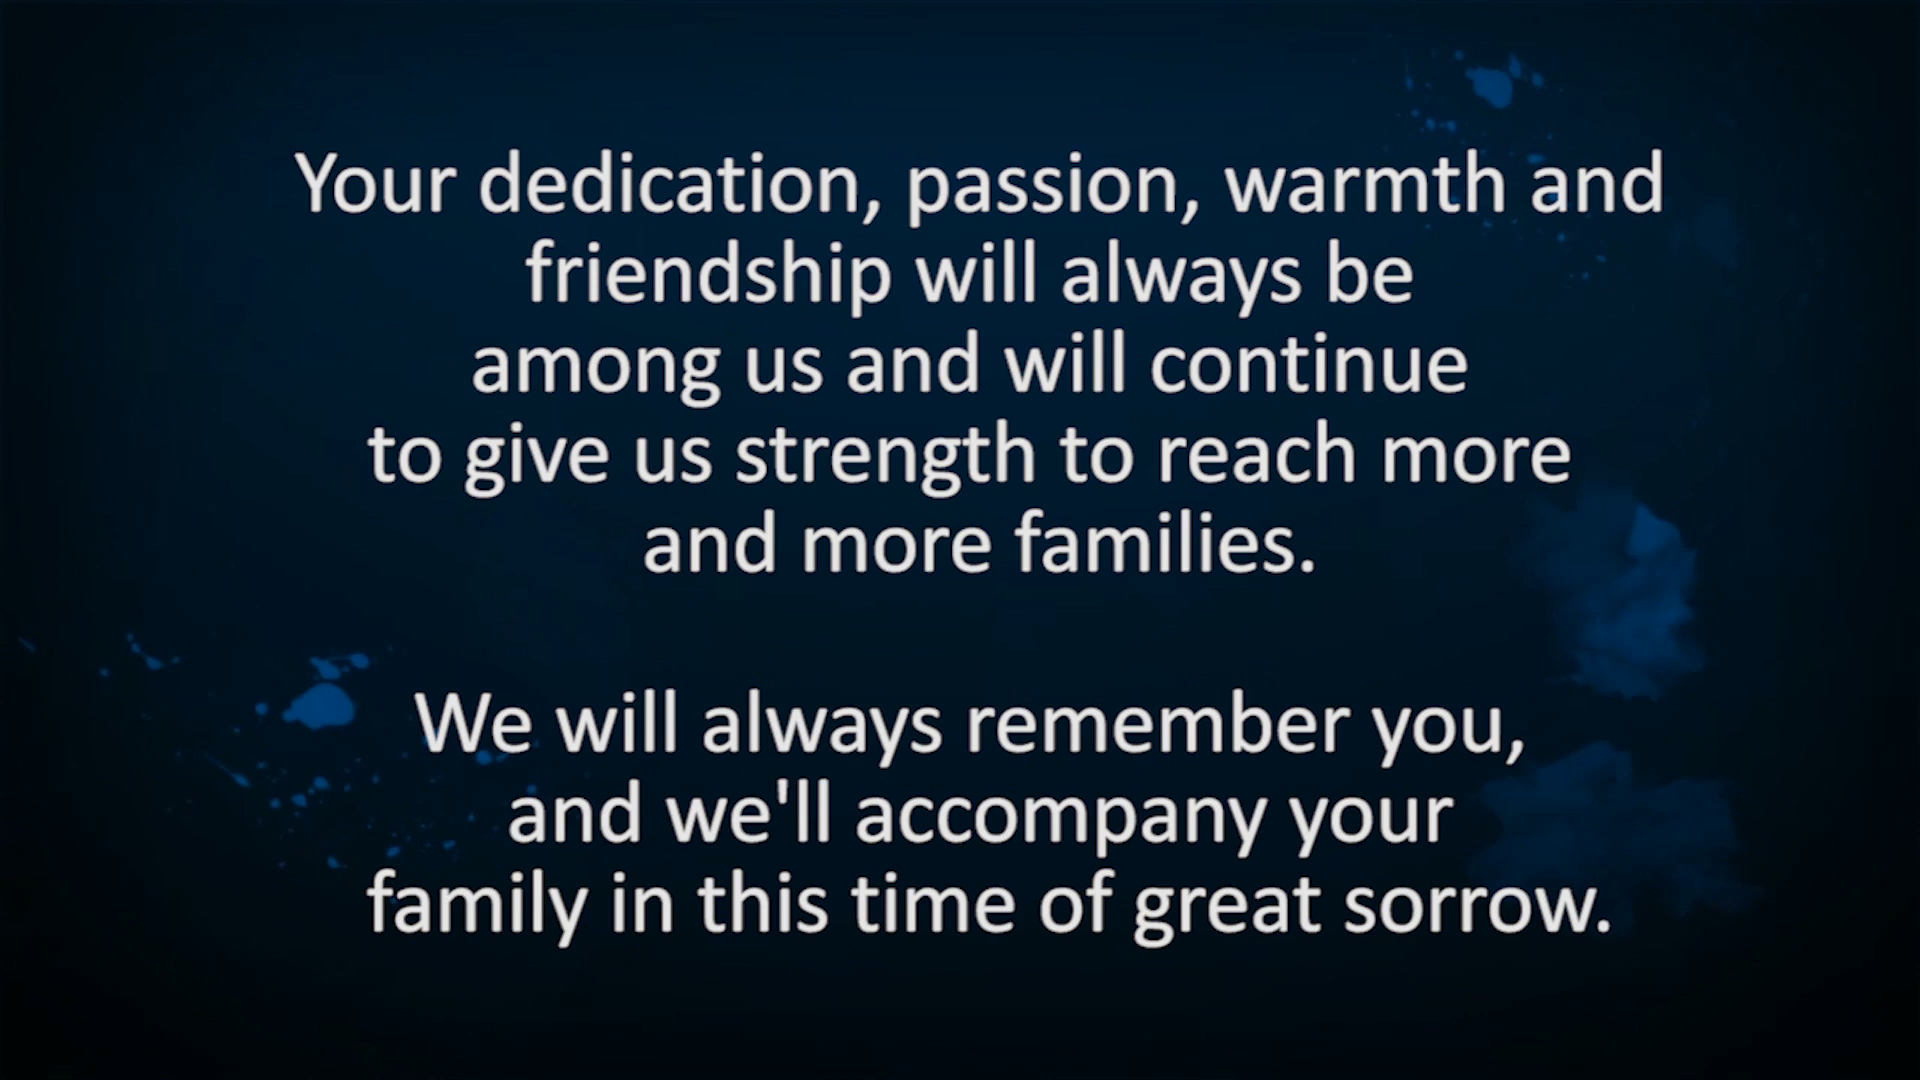 Your dedication, passion, warmth and
friendship will always be
among us and will continue
to give us strength to reach more
and more families.
We will always remember you,
and we'll accompany your
family in this time of great sorrow.